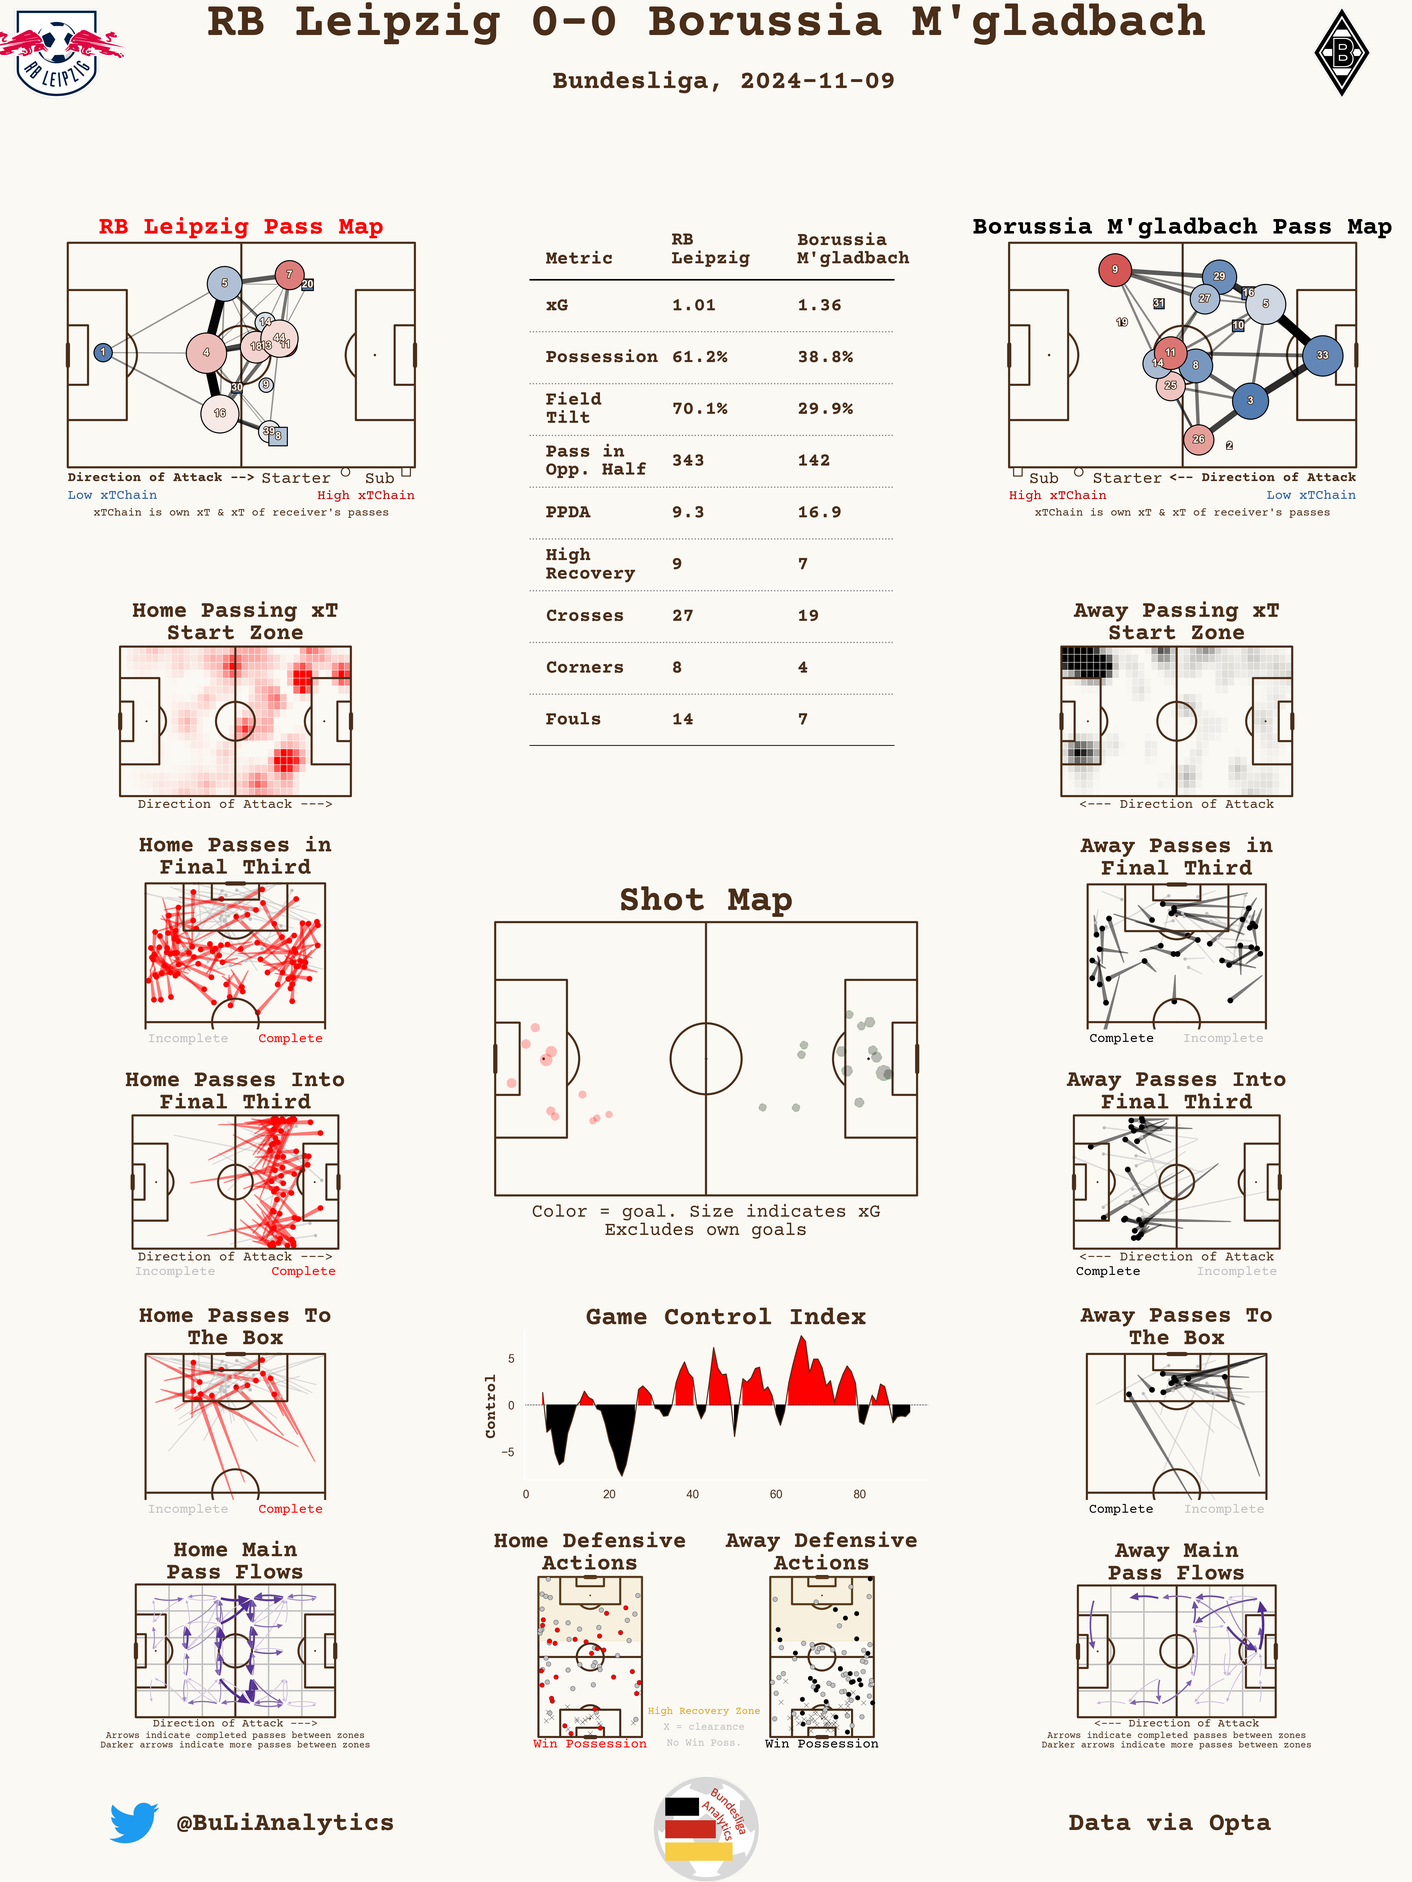 RB Leipzig 0-0 Borussia M'gladbach
Bundesliga, 2024-11-09
RB LEIPZIG
B
RB Leipzig Pass Map
5
7
20
14
44
18
13
11
4
1
30
9
16
39
8
Direction of Attack --> Starter Sub
Low xTChain High xTChain
xTChain is own xT & xT of receiver's passes
Metric RB Leipzig Borussia M'gladbach
xG 1.01 1.36
Possession 61.2% 38.8%
Field Tilt 70.1% 29.9%
Pass in Opp. Half 343 142
PPDA 9.3 16.9
High Recovery 9 7
Crosses 27 19
Corners 8 4
Fouls 14 7
Borussia M'gladbach Pass Map
9
29
16
27
31
5
19
10
11
14
8
33
25
3
26
2
Sub Starter <-- Direction of Attack
High xTChain Low xTChain
xTChain is own xT & xT of receiver's passes
Home Passing xT
Start Zone
Direction of Attack --->
Away Passing xT
Start Zone
<--- Direction of Attack
Home Passes in
Final Third
Incomplete Complete
Away Passes in
Final Third
Complete Incomplete
Shot Map
Color = goal. Size indicates xG
Excludes own goals
Home Passes Into
Final Third
Direction of Attack --->
Incomplete Complete
Away Passes Into
Final Third
<--- Direction of Attack
Complete Incomplete
Home Passes To
The Box
Incomplete Complete
Game Control Index
Control
5
0
−5
0 20 40 60 80
Away Passes To
The Box
Complete Incomplete
Home Main
Pass Flows
Direction of Attack --->
Arrows indicate completed passes between zones
Darker arrows indicate more passes between zones
Home Defensive
Actions
Win Possession
High Recovery Zone
X = clearance
No Win Poss.
Away Defensive
Actions
Win Possession
Away Main
Pass Flows
<--- Direction of Attack
Arrows indicate completed passes between zones
Darker arrows indicate more passes between zones
@BuLiAnalytics
Bundesliga
Analytics
Data via Opta